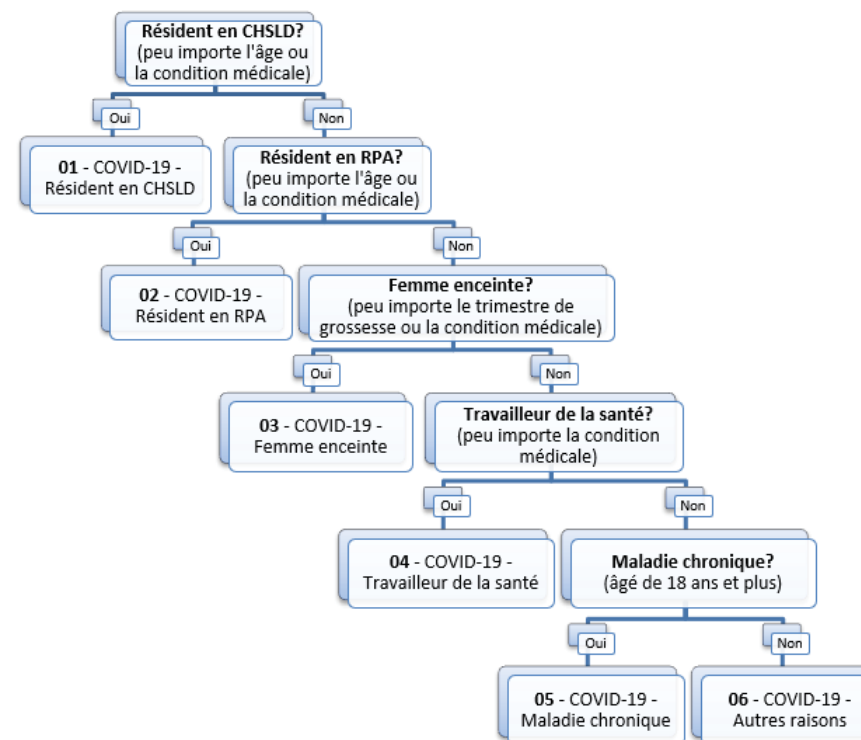 Résident en CHSLD?
(peu importe l'âge ou
la condition médicale)
Oui
Non
01 - COVID-19 -
Résident en CHSLD
Résident en RPA?
(peu importe l'âge ou
la condition médicale)
Oui
Non
02 - COVID-19 -
Résident en RPA
Femme enceinte?
(peu importe le trimestre de
grossesse ou la condition médicale)
Oui
Non
03 - COVID-19 -
Femme enceinte
Travailleur de la santé?
(peu importe la condition
médicale)
Oui
Non
04 - COVID-19 -
Travailleur de la santé
Maladie chronique?
(âgé de 18 ans et plus)
Oui
Non
05 - COVID-19 -
Maladie chronique
06 - COVID-19 -
Autres raisons